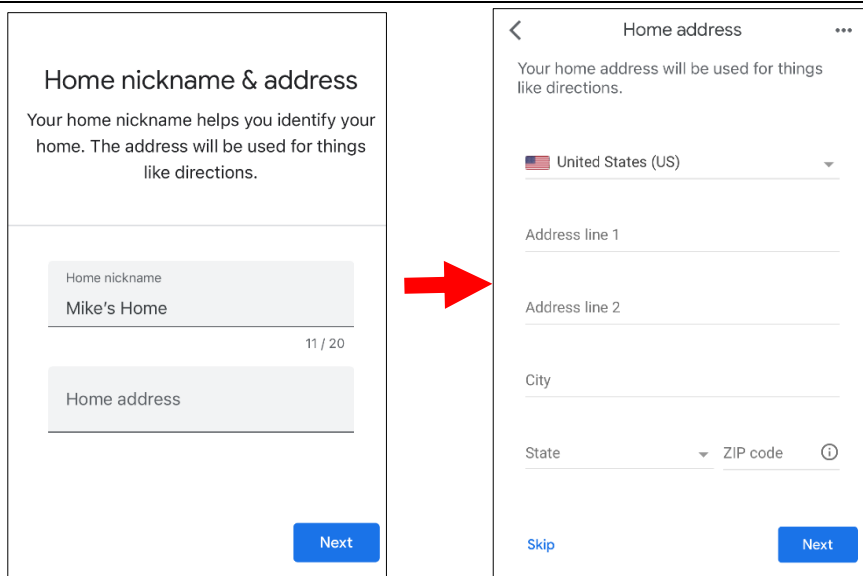 Home nickname & address
Your home nickname helps you identify your
home. The address will be used for things
like directions.
Home nickname
Mike's Home
11 / 20
Home address
Next
Home address
Your home address will be used for things
like directions.
United States (US)
Address line 1
Address line 2
City
State ZIP code
Skip Next